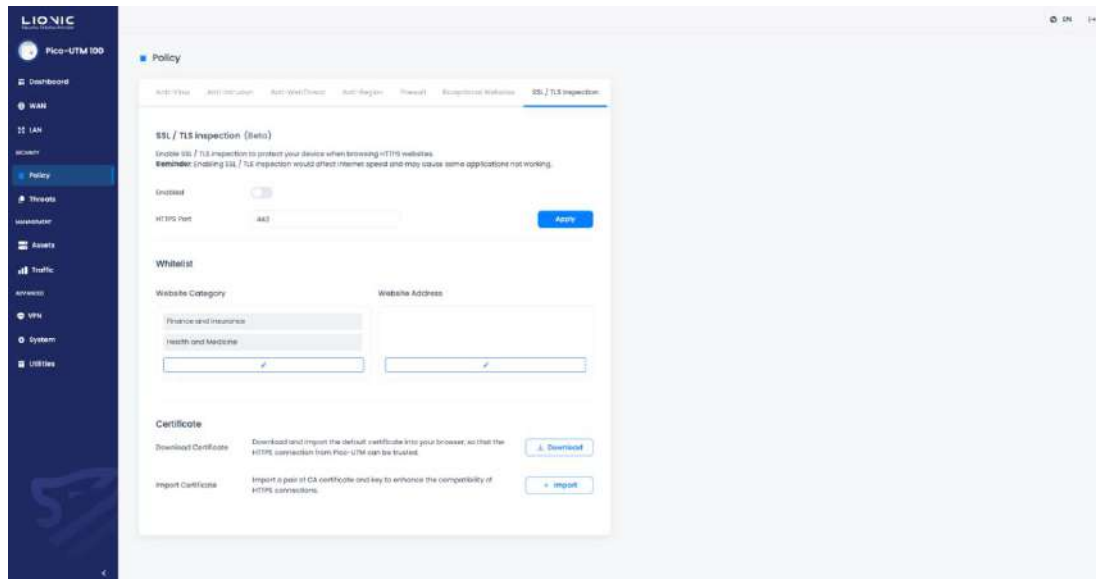 LIONIC
EN
Pico-UTM 100
Policy
Dashboard
WAN
LAN
SECURITY
Policy
Threats
MANAGEMENT
Assets
Traffic
ADVANCED
VPN
System
Utilities
Anti-Virus Anti-Intrusion Anti-WebThreat Anti-Region Firewall Exceptional Websites SSL / TLS Inspection
SSL / TLS Inspection (Beta)
Enable SSL / TLS inspection to protect your device when browsing HTTPS websites.
Reminder: Enabling SSL / TLS inspection would affect internet speed and may cause some applications not working.
Enabled
HTTPS Port 443 Apply
Whitelist
Website Category Website Address
Finance and Insurance
Health and Medicine
Certificate
Download Certificate
Download and import the default certificate into your browser, so that the
HTTPS connection from Pico-UTM can be trusted.
Download
Import Certificate
Import a pair of CA certificate and key to enhance the compatibility of
HTTPS connections.
Import